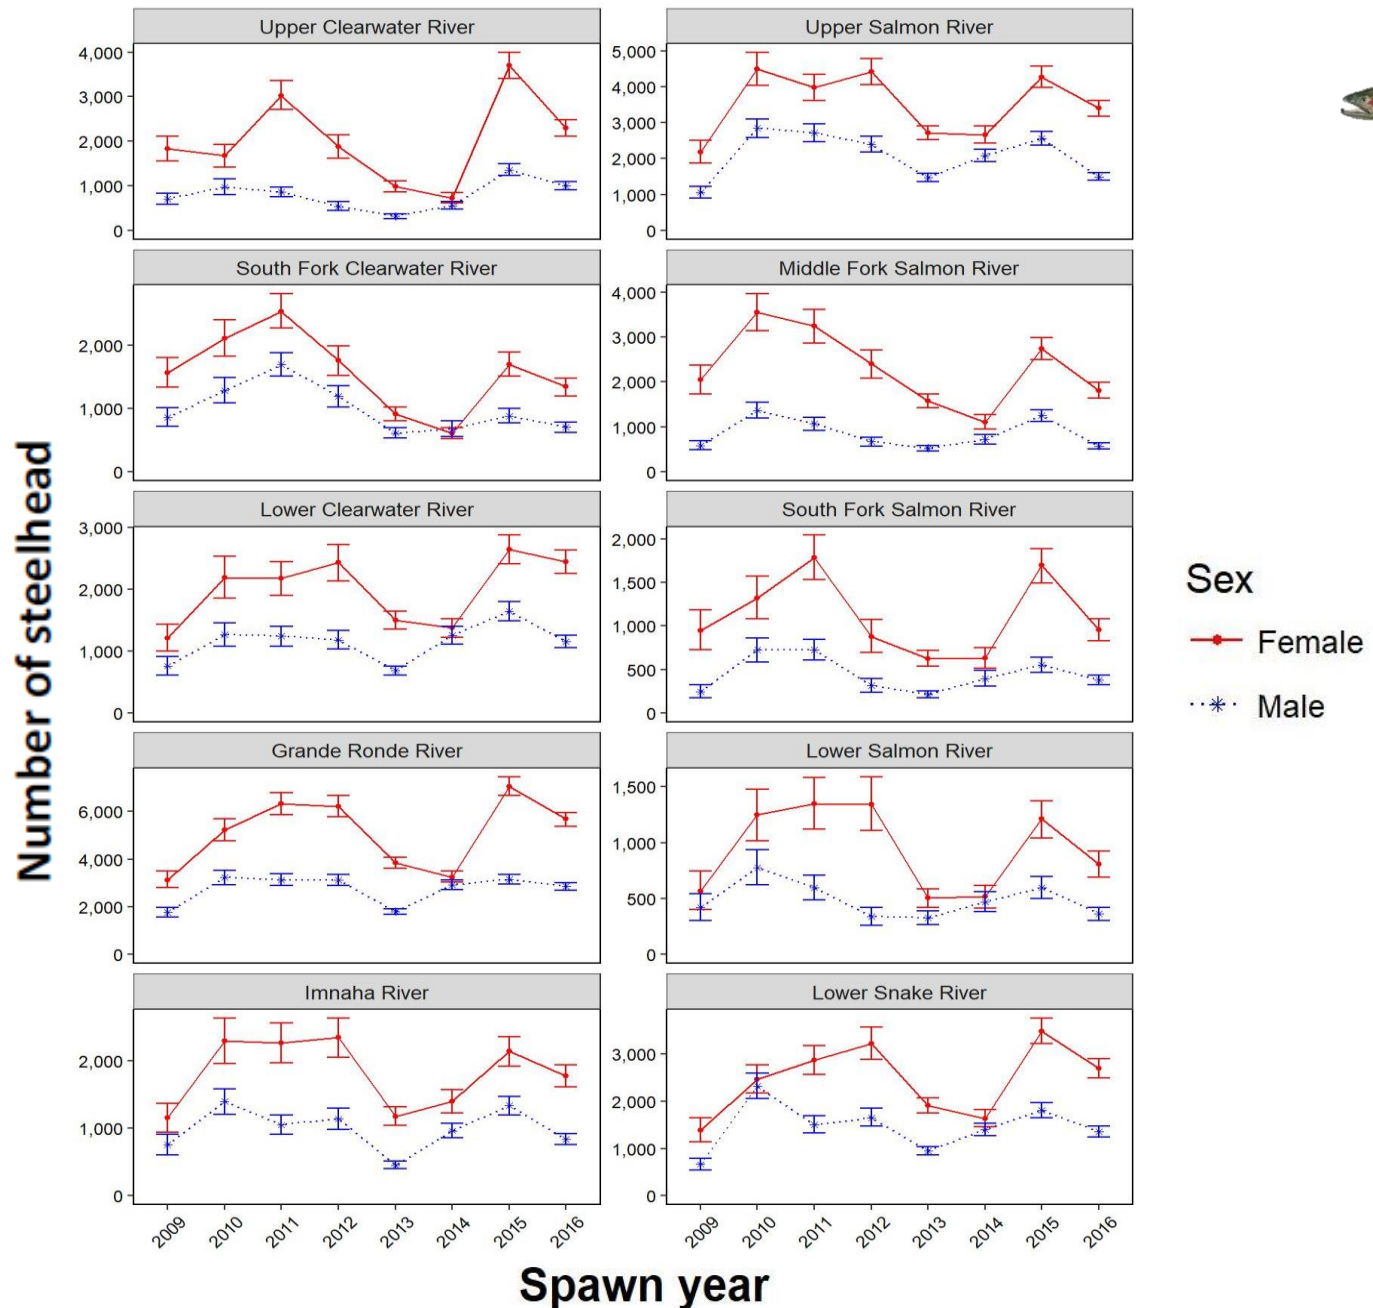 Upper Clearwater River
Upper Salmon River
4,000
3,000
2,000
1,000
0
5,000
4,000
3,000
2,000
1,000
0
South Fork Clearwater River
Middle Fork Salmon River
2,000
1,000
0
4,000
3,000
2,000
1,000
0
Lower Clearwater River
South Fork Salmon River
3,000
2,000
1,000
0
2,000
1,500
1,000
500
0
Grande Ronde River
Lower Salmon River
6,000
4,000
2,000
0
1,500
1,000
500
0
Imnaha River
Lower Snake River
2,000
1,000
0
3,000
2,000
1,000
0
2009 2010 2011 2012 2013 2014 2015 2016
2009 2010 2011 2012 2013 2014 2015 2016
Spawn year
Number of steelhead
Sex
Female
Male